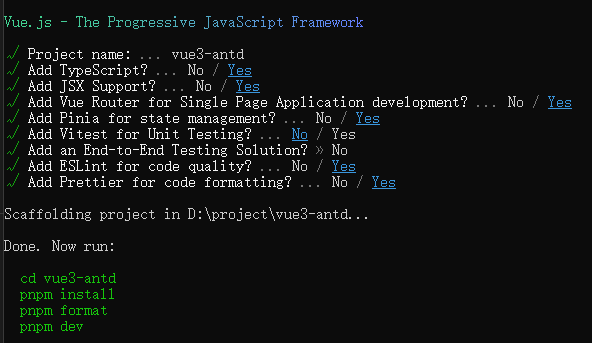 Vue.js - The Progressive JavaScript Framework
√ Project name: ... vue3-antd
√ Add TypeScript? ... No / Yes
√ Add JSX Support? ... No / Yes
√ Add Vue Router for Single Page Application development? ... No / Yes
√ Add Pinia for state management? ... No / Yes
√ Add Vitest for Unit Testing? ... No / Yes
√ Add an End-to-End Testing Solution? » No
√ Add ESLint for code quality? ... No / Yes
√ Add Prettier for code formatting? ... No / Yes
Scaffolding project in D:\project\vue3-antd...
Done. Now run:
cd vue3-antd
pnpm install
pnpm format
pnpm dev